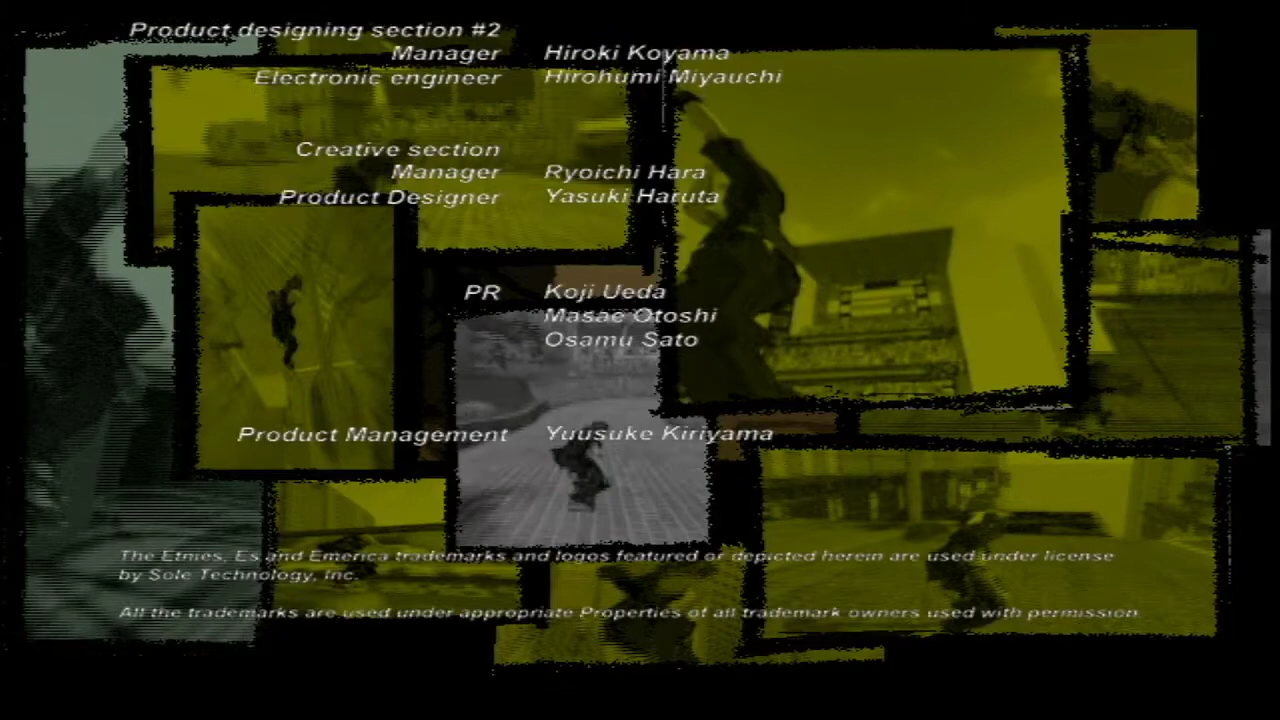 Product designing section #2
Manager Hiroki Koyama
Electronic engineer Hirohumi Miyauchi
Creative section
Manager Ryoichi Hara
Product Designer Yasuki Haruta
PR Koji Ueda
Masae Otoshi
Osamu Sato
Product Management Yuusuke Kiriyama
The Etnies, Es and Emerica trademarks and logos featured or depicted herein are used under license
by Sole Technology, Inc.
All the trademarks are used under appropriate Properties of all trademark owners used with permission